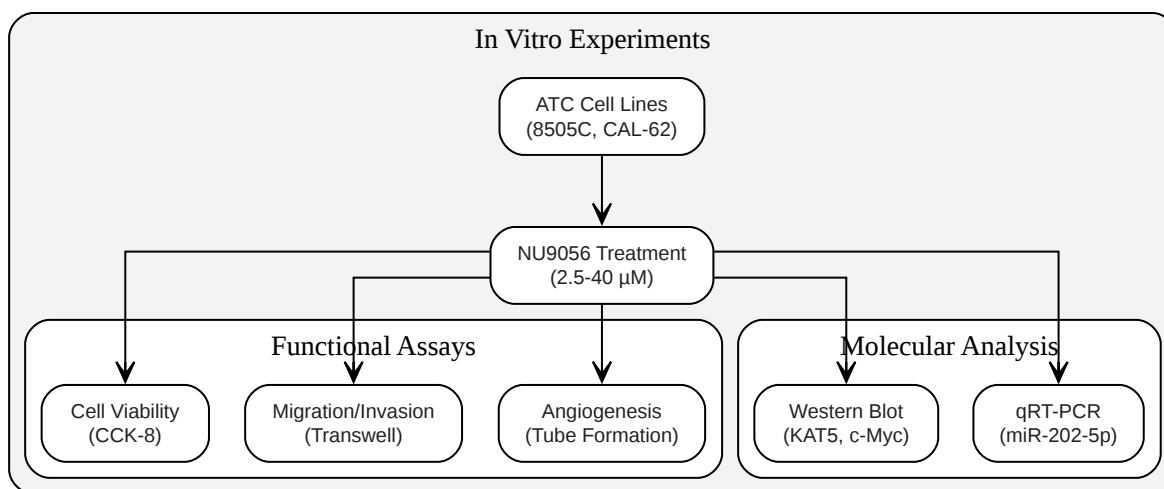 In Vitro Experiments
ATC Cell Lines
(8505C, CAL-62)
NU9056 Treatment
(2.5-40 µM)
Functional Assays
Molecular Analysis
Cell Viability
(CCK-8)
Migration/Invasion
(Transwell)
Angiogenesis
(Tube Formation)
Western Blot
(KAT5, c-Myc)
qRT-PCR
(miR-202-5p)